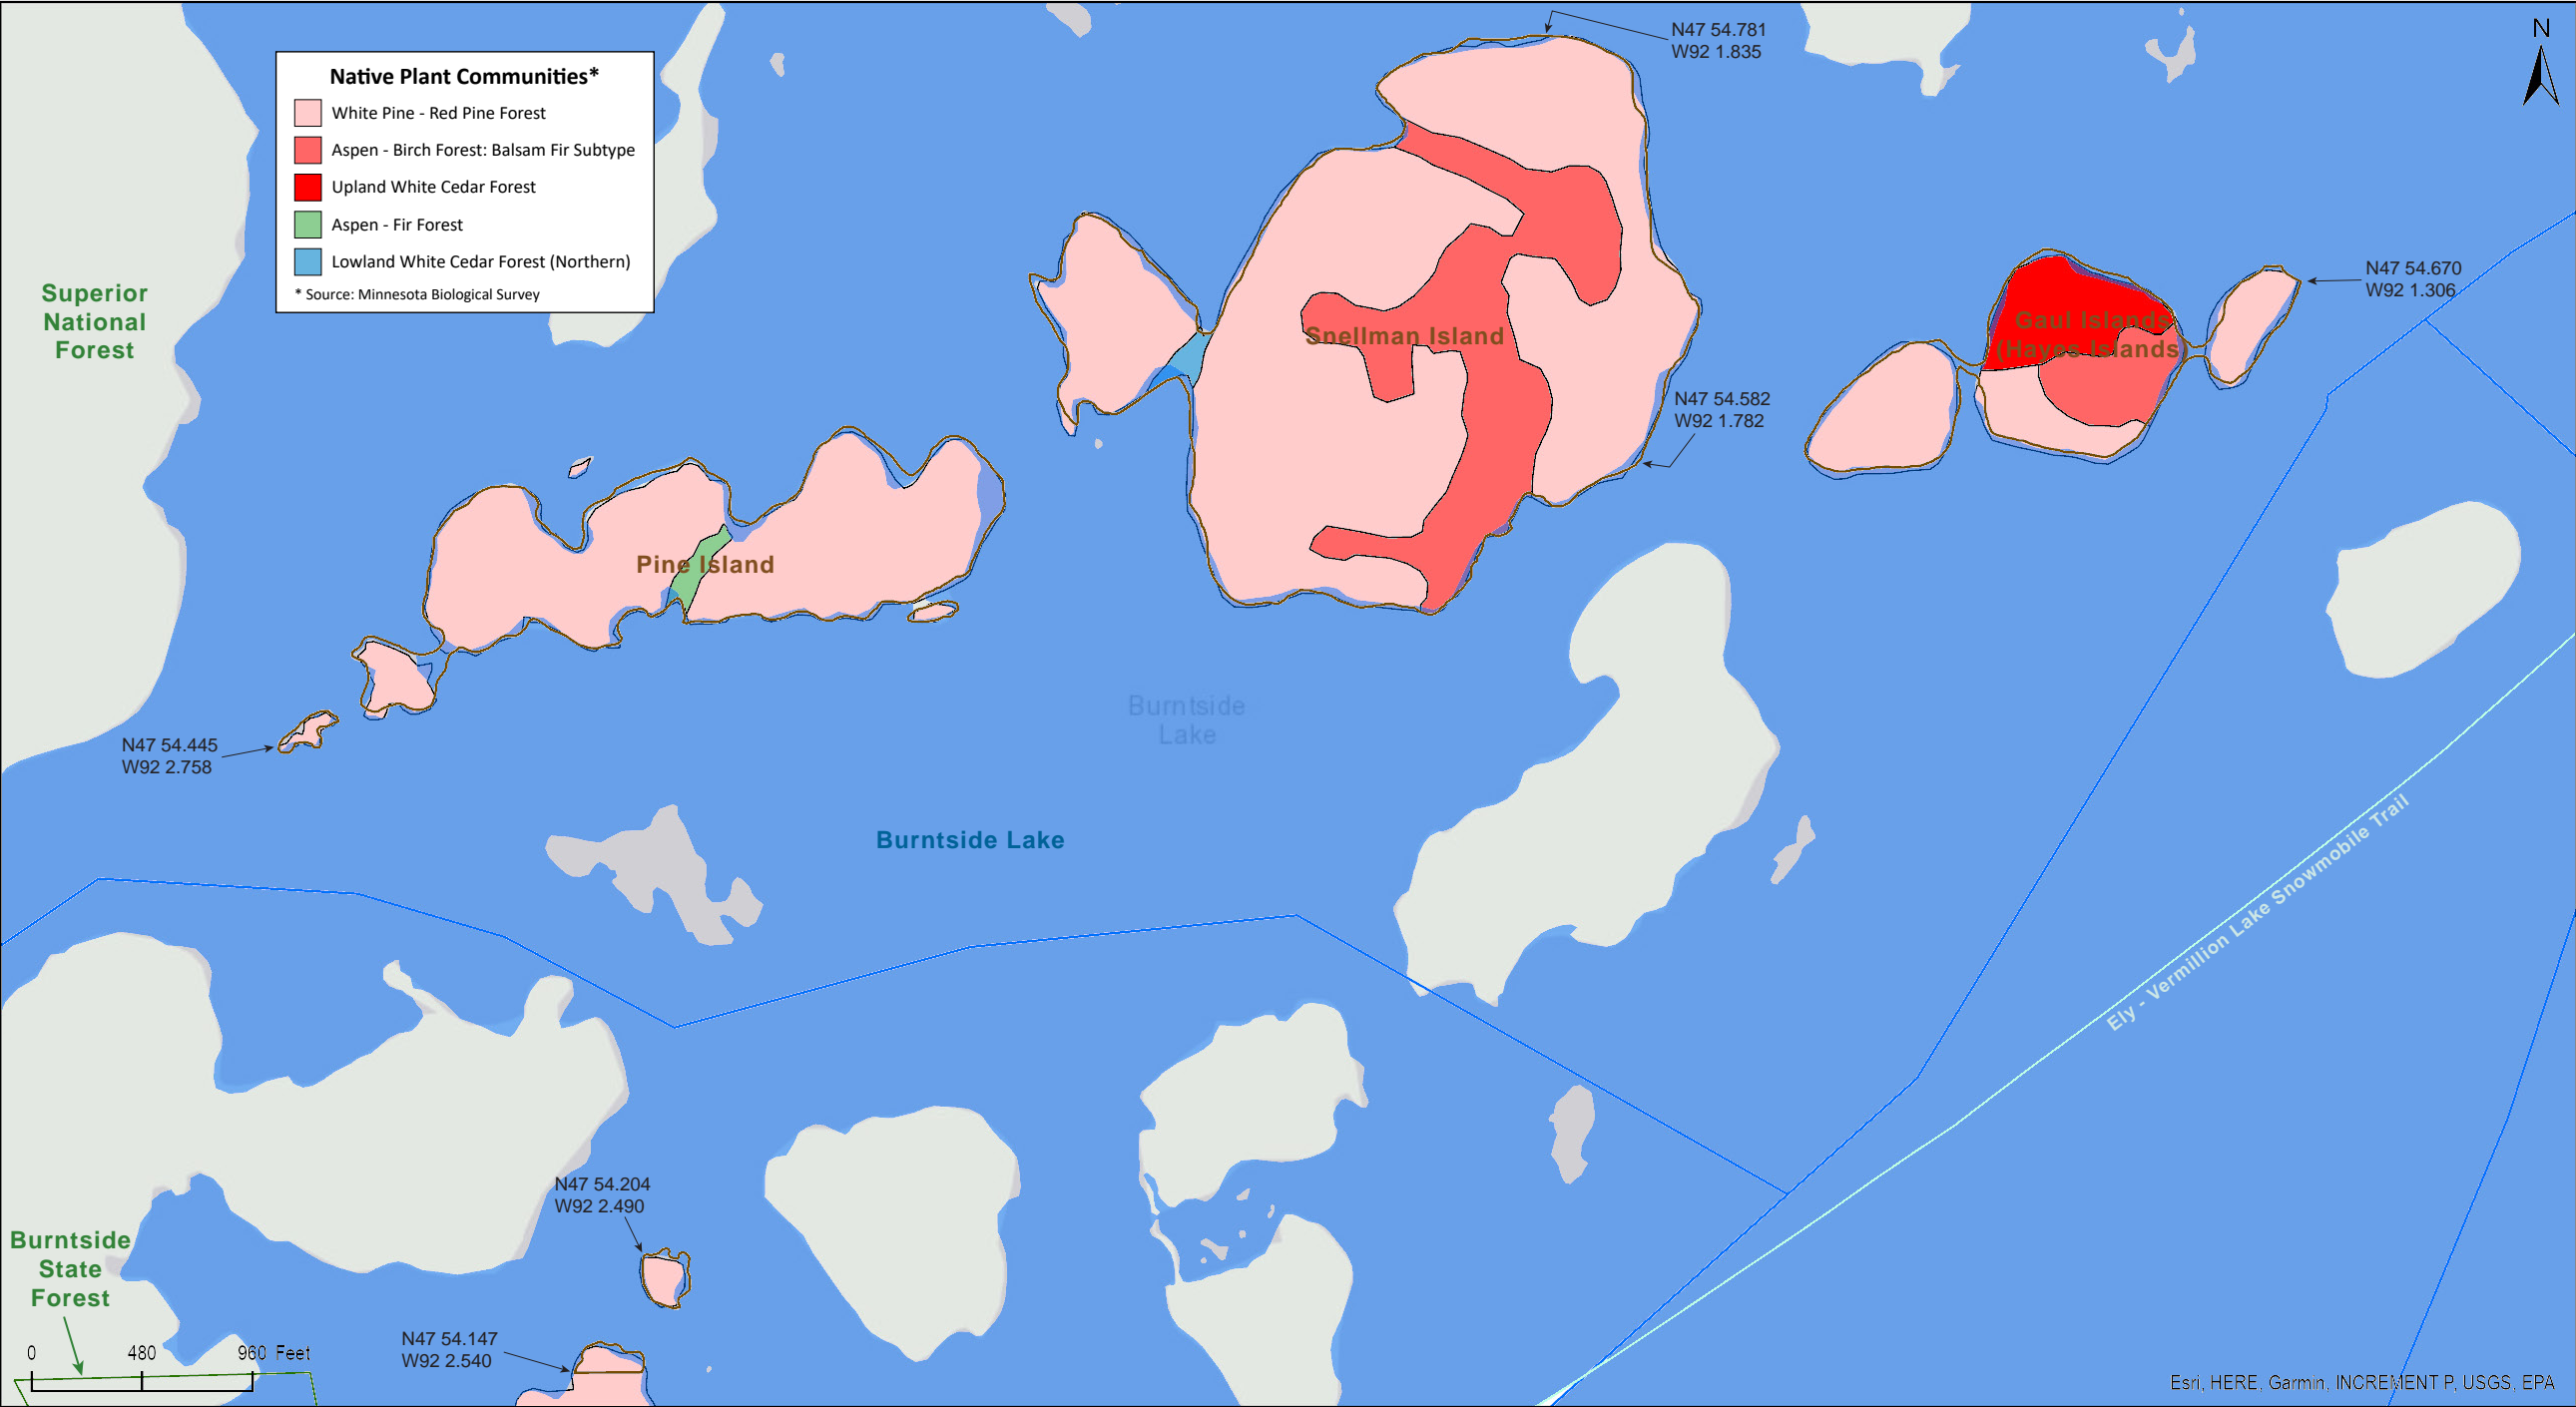 N47 54.781
W92 1.835
N
Native Plant Communities*
White Pine - Red Pine Forest
Aspen - Birch Forest: Balsam Fir Subtype
Upland White Cedar Forest
Aspen - Fir Forest
Lowland White Cedar Forest (Northern)
* Source: Minnesota Biological Survey
Superior
National
Forest
N47 54.670
W92 1.306
Gaul Islands
(Hayes Islands
Snellman Island
N47 54.582
W92 1.782
Pine Island
Burntside
Lake
N47 54.445
W92 2.758
Burntside Lake
Ely - Vermillion Lake Snowmobile Trail
N47 54.204
W92 2.490
Burntside
State
Forest
N47 54.147
W92 2.540
0 480 960 Feet
Esri, HERE, Garmin, INCREMENT P, USGS, EPA